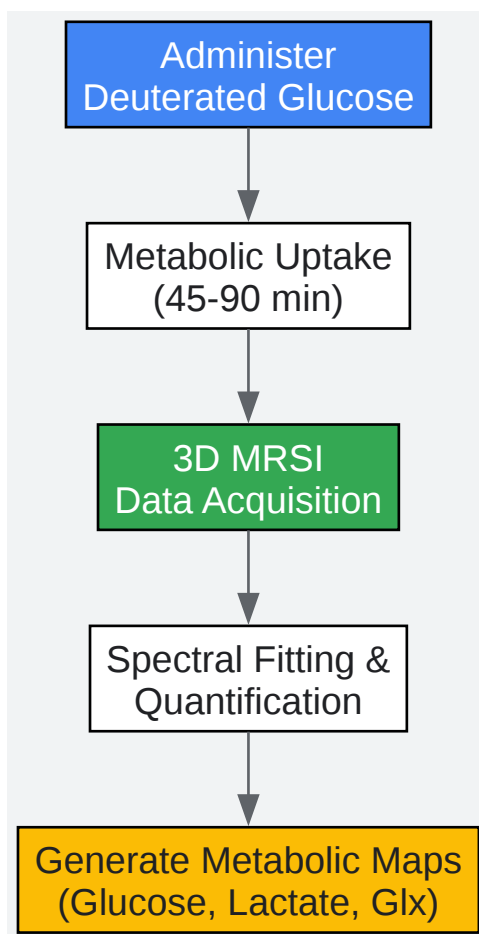 Administer
Deuterated Glucose
Metabolic Uptake
(45-90 min)
3D MRSI
Data Acquisition
Spectral Fitting &
Quantification
Generate Metabolic Maps
(Glucose, Lactate, Glx)